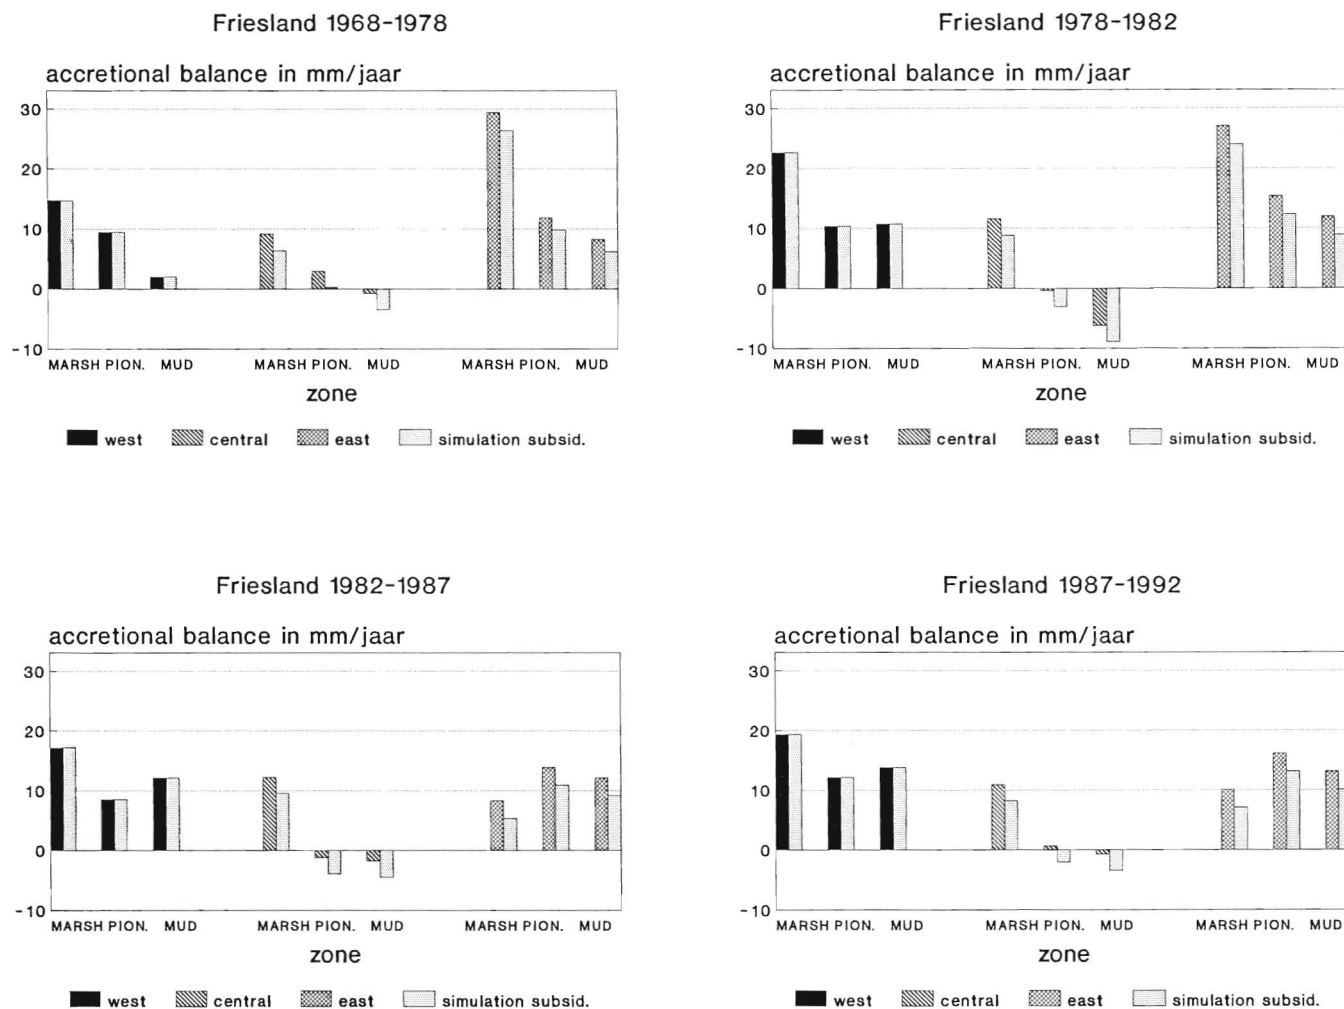 Friesland 1968-1978
accretional balance in mm/jaar
30
20
10
0
-10
MARSH PION. MUD MARSH PION. MUD MARSH PION. MUD
zone
west central east simulation subsid.
Friesland 1978-1982
accretional balance in mm/jaar
30
20
10
0
-10
MARSH PION. MUD MARSH PION. MUD MARSH PION. MUD
zone
west central east simulation subsid.
Friesland 1982-1987
accretional balance in mm/jaar
30
20
10
0
-10
MARSH PION. MUD MARSH PION. MUD MARSH PION. MUD
zone
west central east simulation subsid.
Friesland 1987-1992
accretional balance in mm/jaar
30
20
10
0
-10
MARSH PION. MUD MARSH PION. MUD MARSH PION. MUD
zone
west central east simulation subsid.